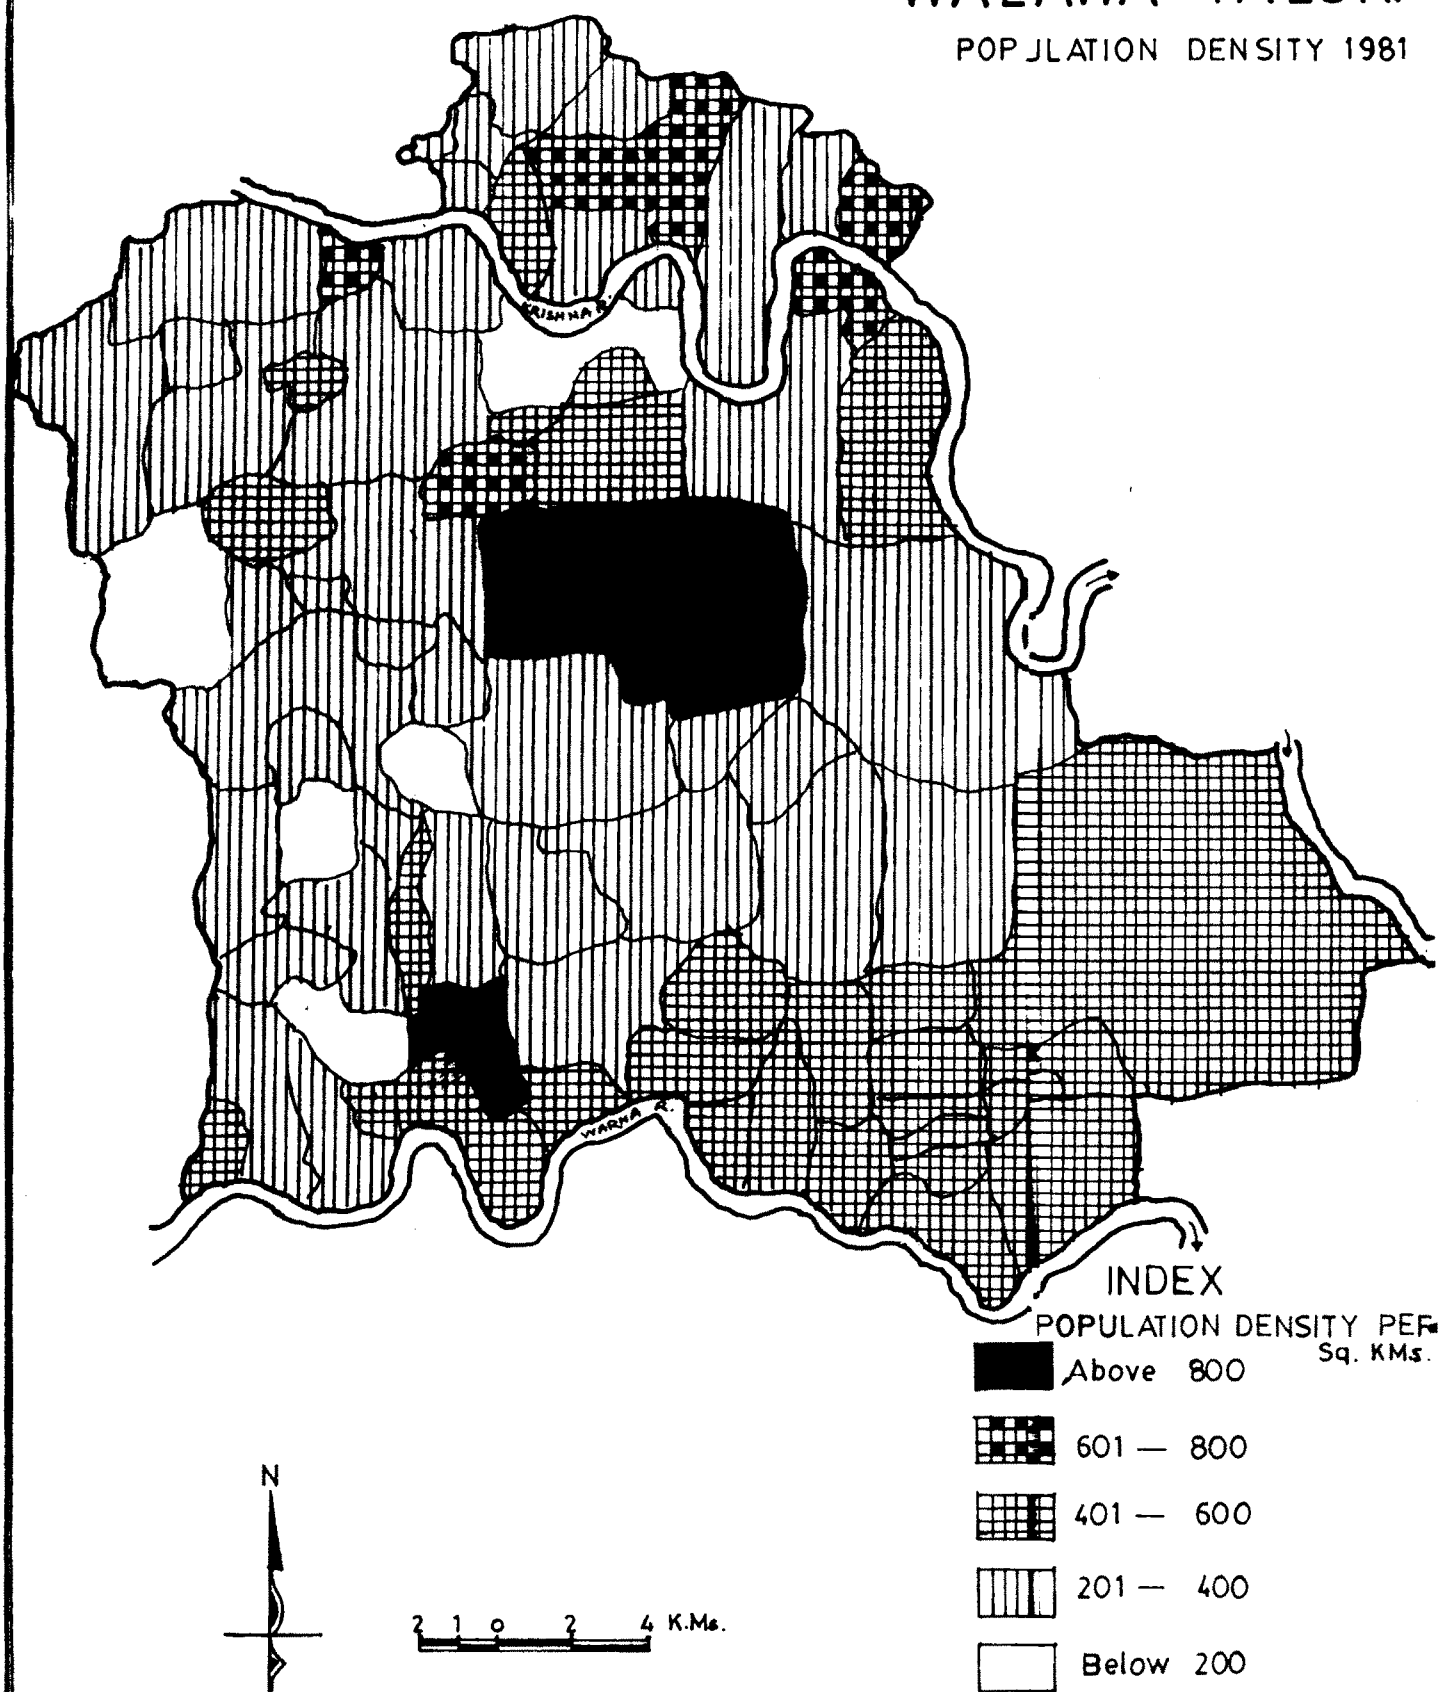 POPULATION DENSITY 1981
KRISHNA R.
WARNA R.
INDEX
POPULATION DENSITY PER
Sq. KMs.
Above 800
601 — 800
401 — 600
201 — 400
Below 200
N
2 1 0 2 4 K.Ms.